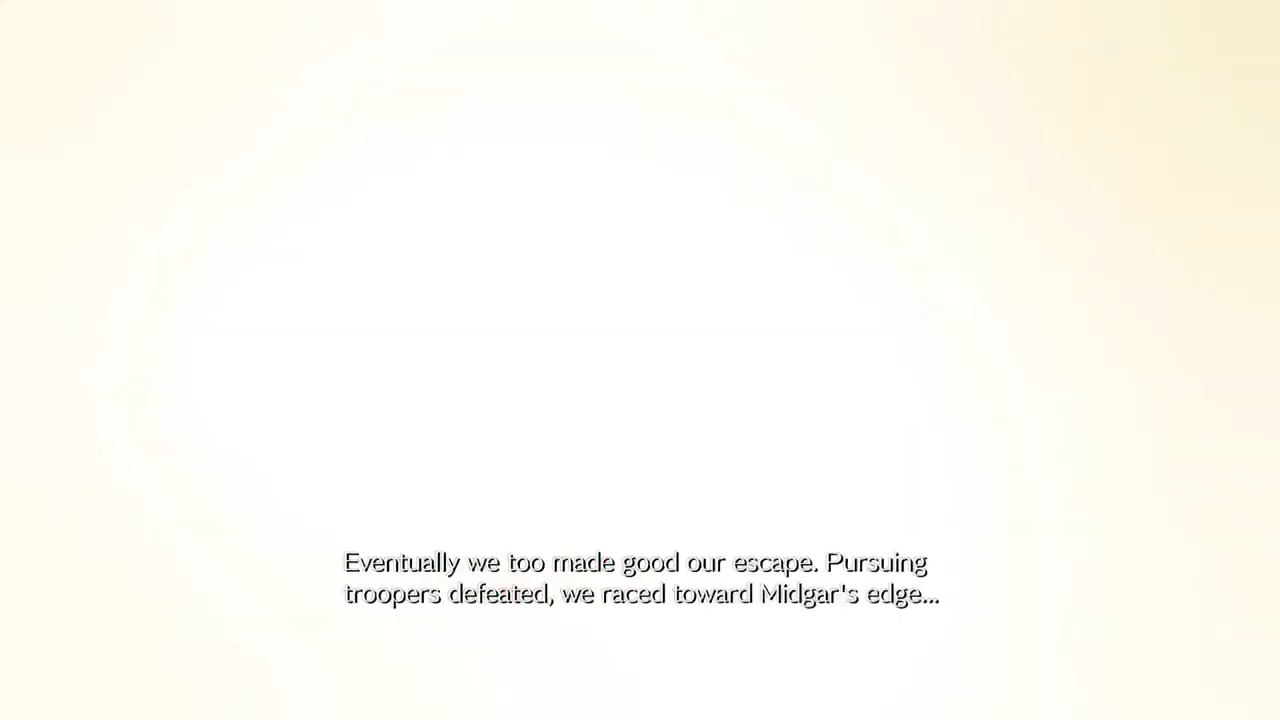 Eventually we too made good our escape. Pursuing
troopers defeated, we raced toward Midgar's edge...